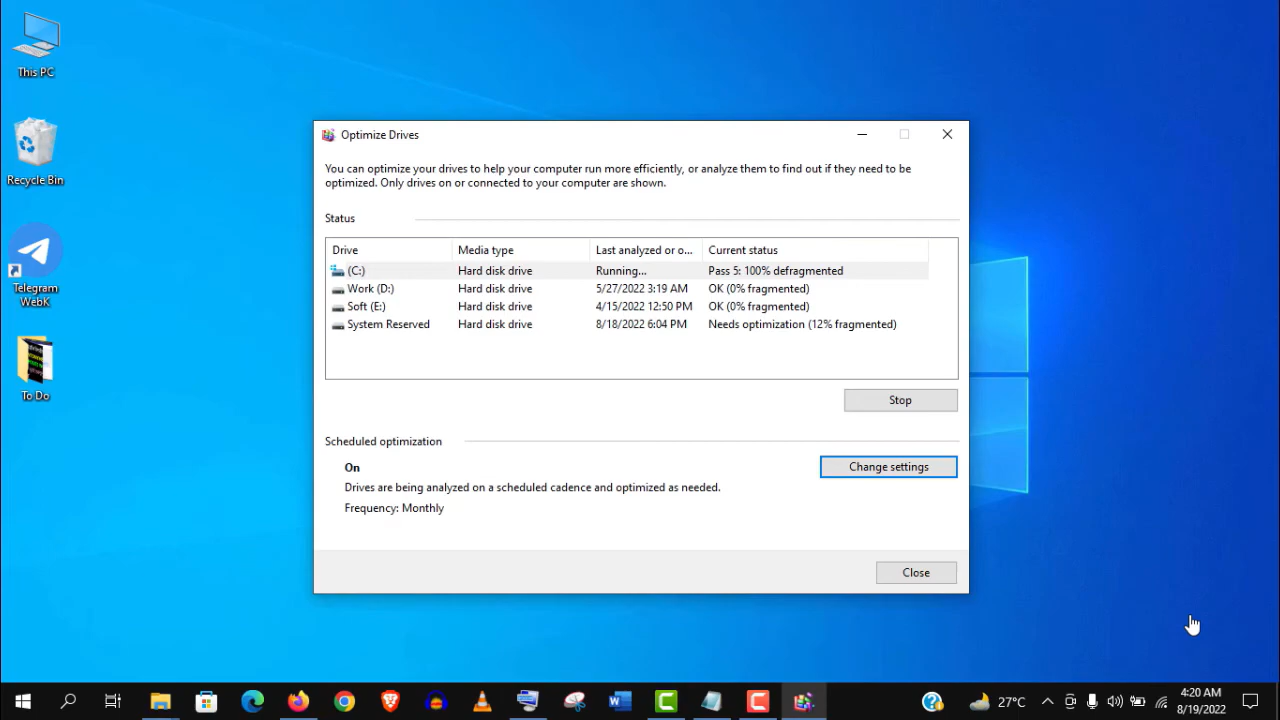 This PC
Recycle Bin
Telegram
WebK
To Do
Optimize Drives
You can optimize your drives to help your computer run more efficiently, or analyze them to find out if they need to be
optimized. Only drives on or connected to your computer are shown.
Status
Drive Media type Last analyzed or o... Current status
(C:) Hard disk drive Running... Pass 5: 100% defragmented
Work (D:) Hard disk drive 5/27/2022 3:19 AM OK (0% fragmented)
Soft (E:) Hard disk drive 4/15/2022 12:50 PM OK (0% fragmented)
System Reserved Hard disk drive 8/18/2022 6:04 PM Needs optimization (12% fragmented)
Stop
Scheduled optimization
On
Change settings
Drives are being analyzed on a scheduled cadence and optimized as needed.
Frequency: Monthly
Close
27°C
4:20 AM
8/19/2022